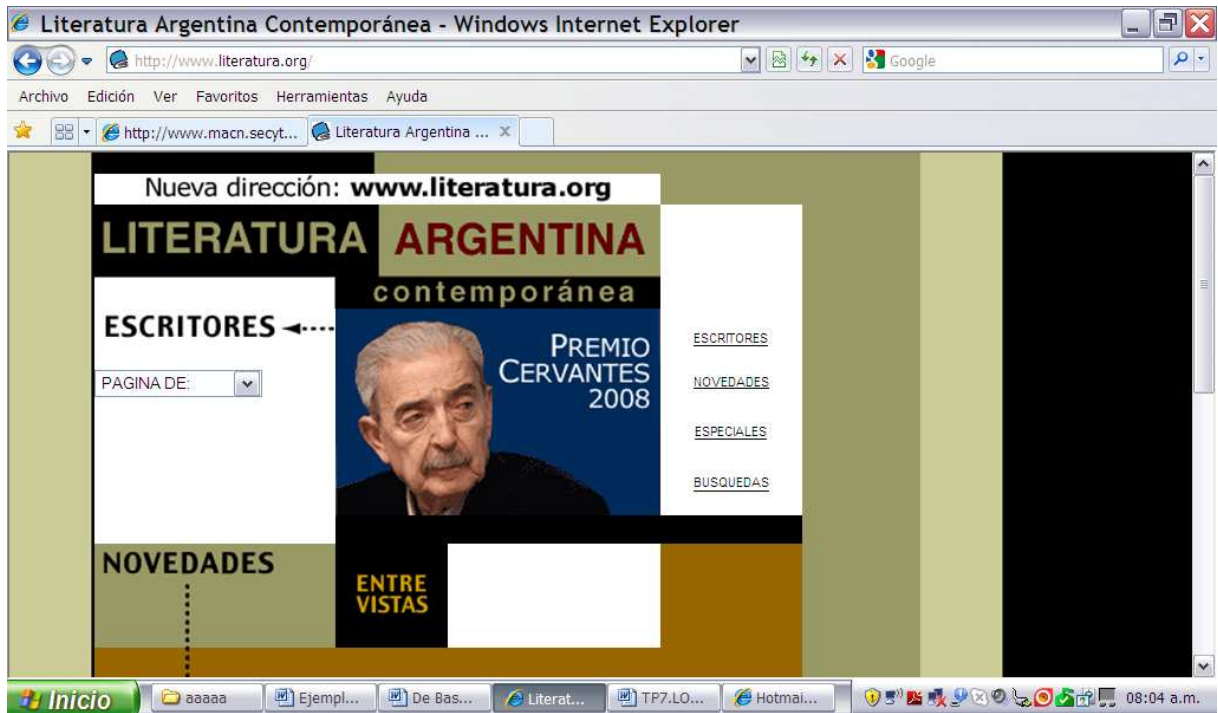 Literatura Argentina Contemporánea - Windows Internet Explorer
http://www.literatura.org/
Google
Archivo Edición Ver Favoritos Herramientas Ayuda
http://www.macn.secyt... Literatura Argentina ...
Nueva dirección: www.literatura.org
LITERATURA ARGENTINA
contemporánea
ESCRITORES
PAGINA DE:
PREMIO
CERVANTES
2008
ESCRITORES
NOVEDADES
ESPECIALES
BUSQUEDAS
NOVEDADES
ENTRE
VISTAS
Inicio aaaaa Ejempl... De Bas... Literat... TP7.LO... Hotmai... 08:04 a.m.